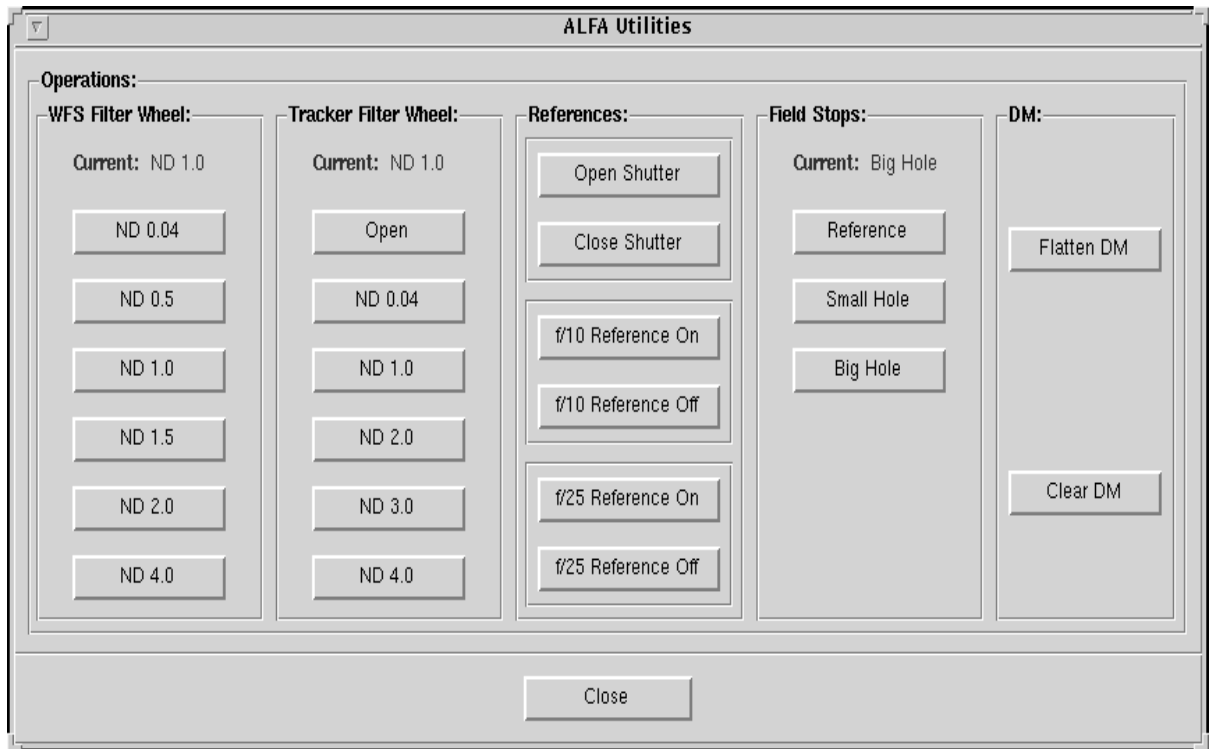 ALFA Utilities
Operations:
WFS Filter Wheel:
Current: ND 1.0
ND 0.04
ND 0.5
ND 1.0
ND 1.5
ND 2.0
ND 4.0
Tracker Filter Wheel:
Current: ND 1.0
Open
ND 0.04
ND 1.0
ND 2.0
ND 3.0
ND 4.0
References:
Open Shutter
Close Shutter
f/10 Reference On
f/10 Reference Off
f/25 Reference On
f/25 Reference Off
Field Stops:
Current: Big Hole
Reference
Small Hole
Big Hole
DM:
Flatten DM
Clear DM
Close